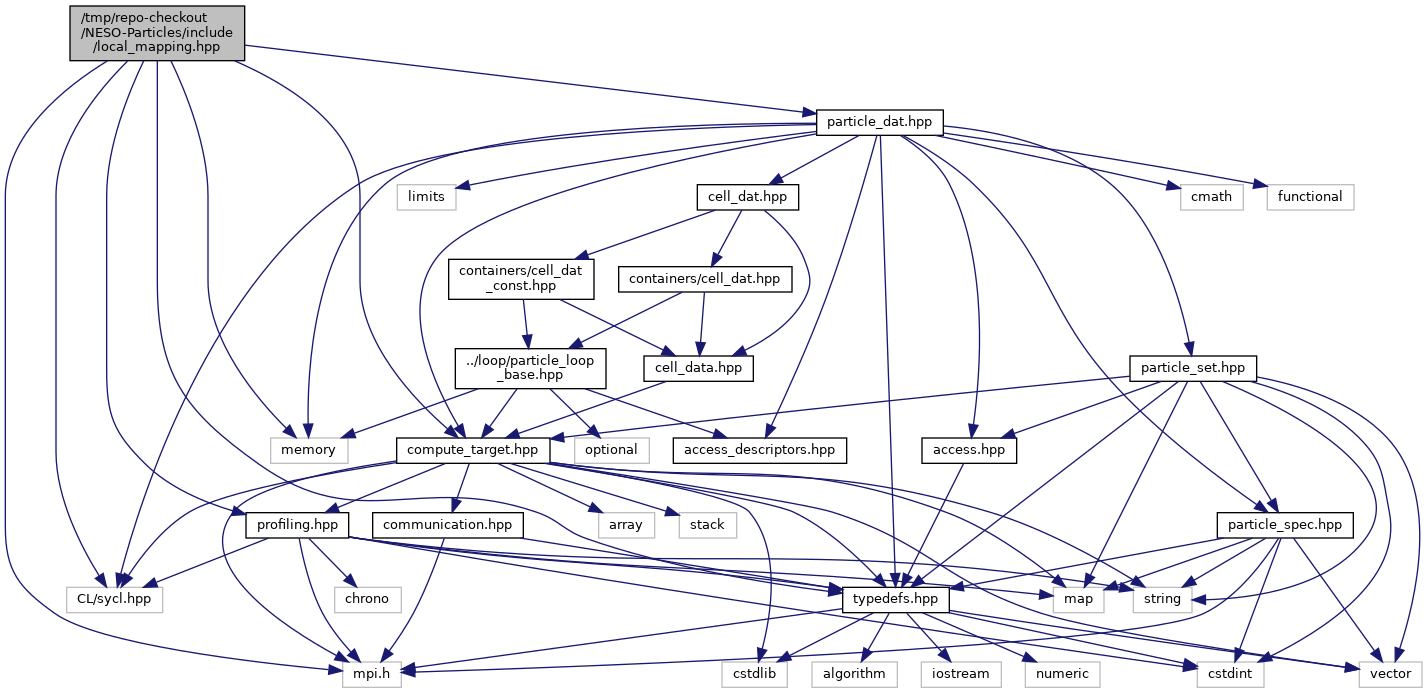 /tmp/repo-checkout
/NESO-Particles/include
/local_mapping.hpp
particle_dat.hpp
limits
cell_dat.hpp
cmath
functional
containers/cell_dat
_const.hpp
containers/cell_dat.hpp
../loop/particle_loop
_base.hpp
cell_data.hpp
particle_set.hpp
memory
compute_target.hpp
optional
access_descriptors.hpp
access.hpp
profiling.hpp
communication.hpp
array
stack
particle_spec.hpp
CL/sycl.hpp
chrono
typedefs.hpp
map
string
mpi.h
cstdlib
algorithm
iostream
numeric
cstdint
vector